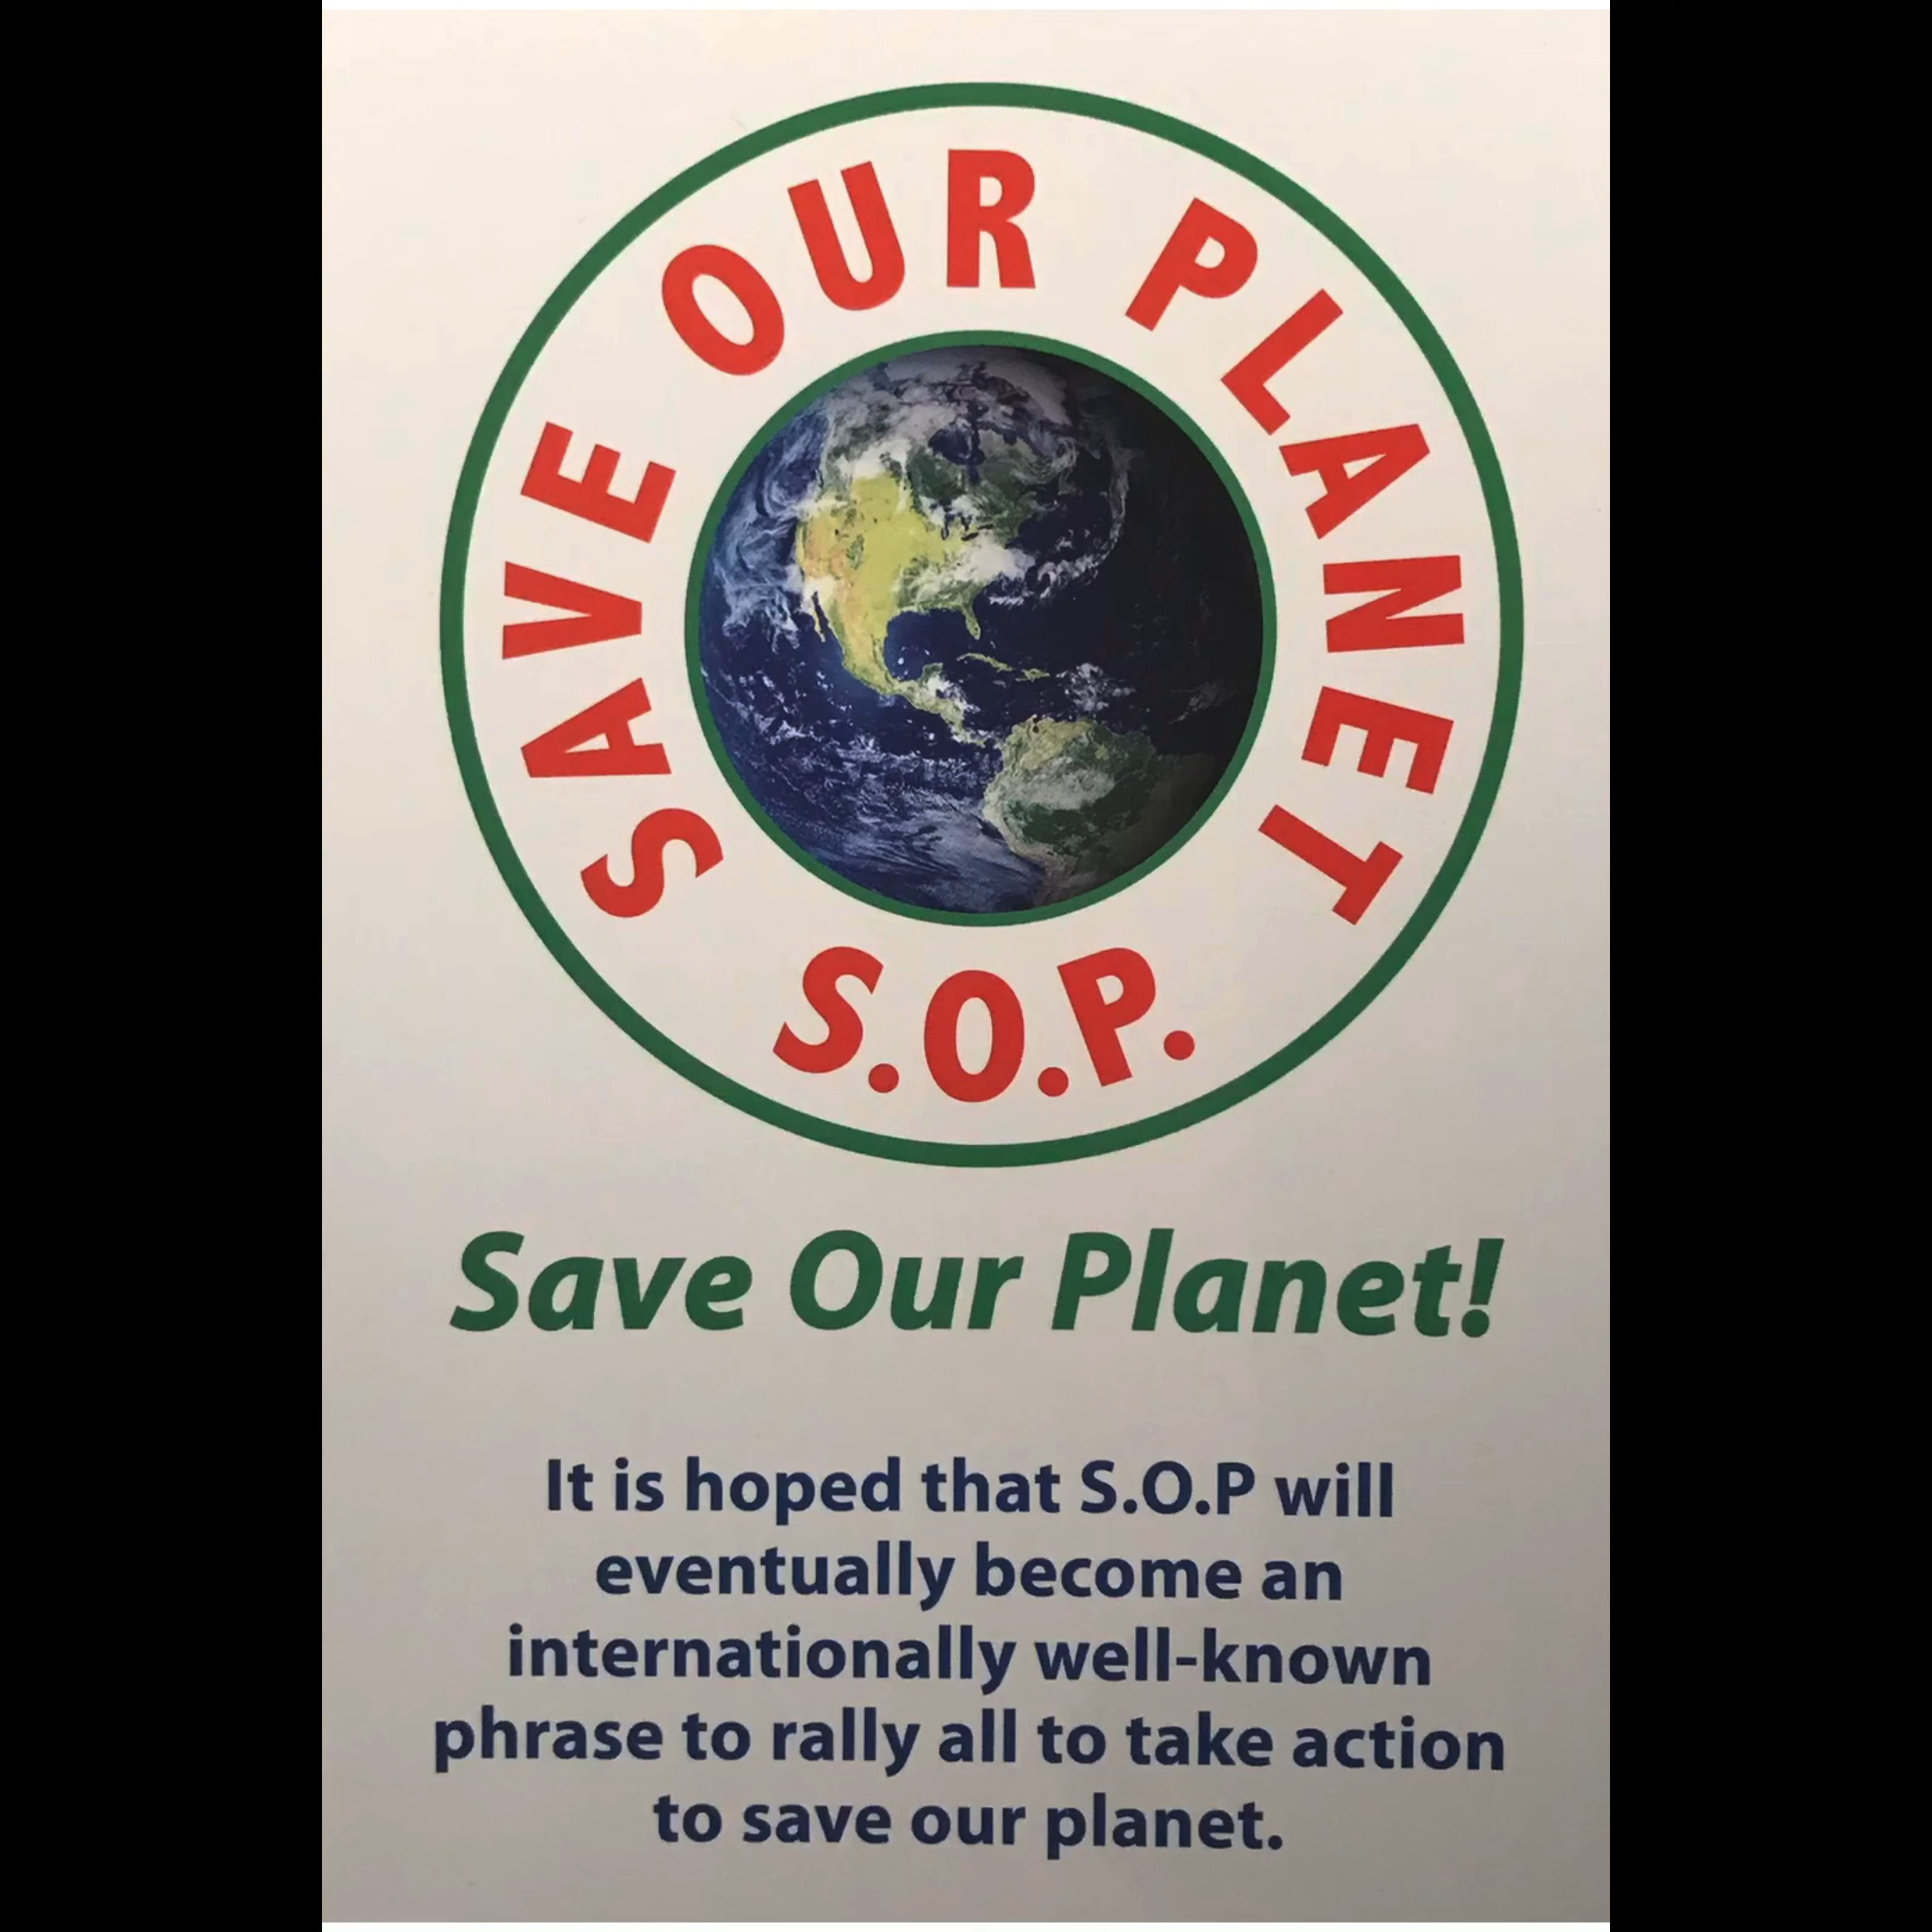 SAVE OUR PLANET
S.O.P.
Save Our Planet!
It is hoped that S.O.P will
eventually become an
internationally well-known
phrase to rally all to take action
to save our planet.